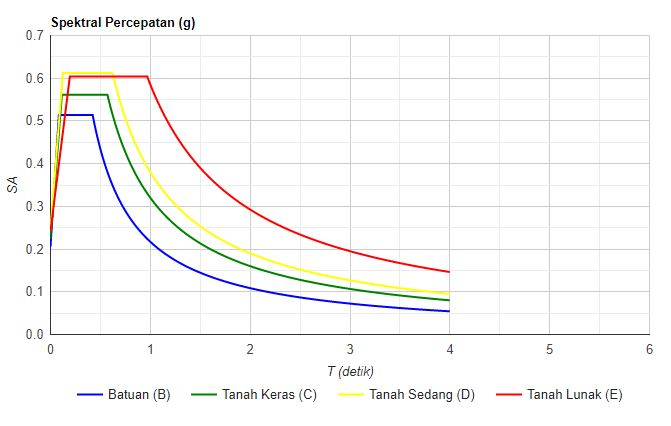 Spektral Percepatan (g)
0.7
0.6
0.5
0.4
0.3
0.2
0.1
0.0
SA
0 1 2 3 4 5 6
T (detik)
Batuan (B) Tanah Keras (C) Tanah Sedang (D) Tanah Lunak (E)